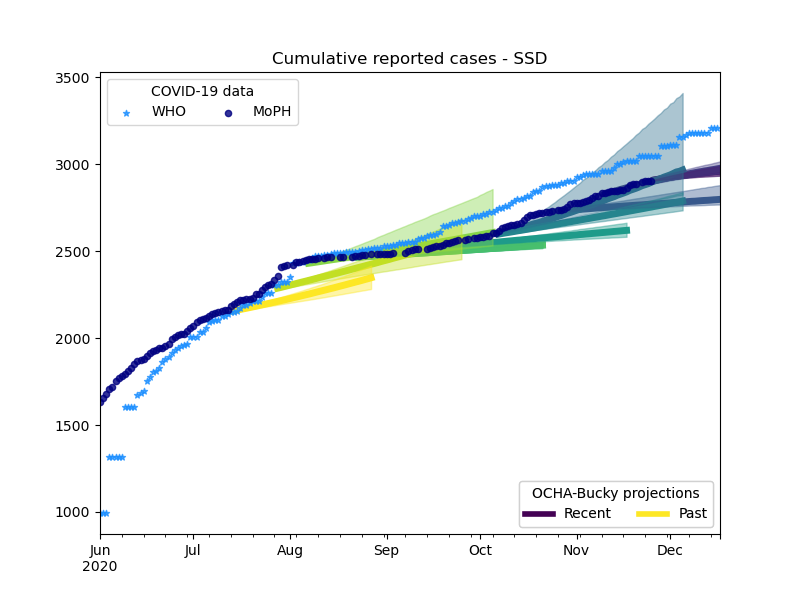 Cumulative reported cases - SSD
COVID-19 data
WHO MoPH
3500
3000
2500
2000
1500
1000
OCHA-Bucky projections
Recent Past
Jun Jul Aug Sep Oct Nov Dec
2020